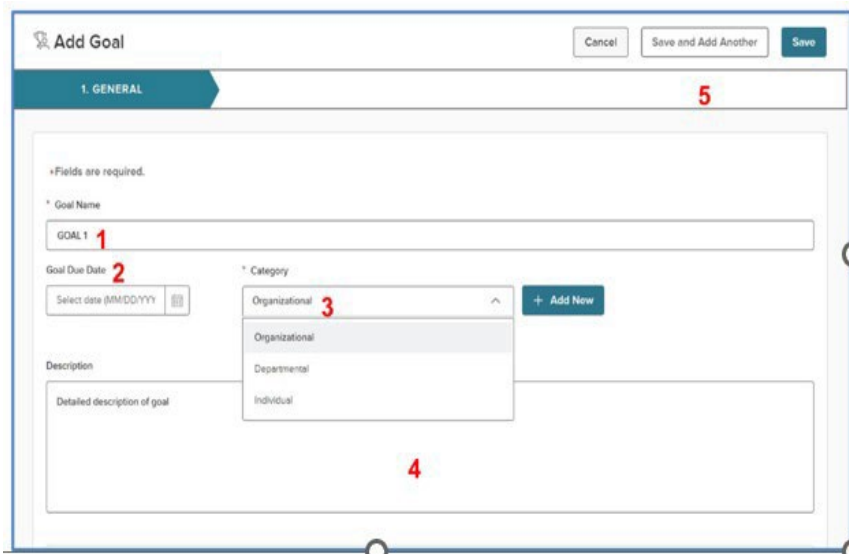 Add Goal
Cancel
Save and Add Another
Save
1. GENERAL
5
*Fields are required.
* Goal Name
GOAL 1 1
Goal Due Date 2
* Category
Select date (MM/DD/YYY
Organizational 3
+ Add New
Organizational
Departmental
Individual
Description
Detailed description of goal
4